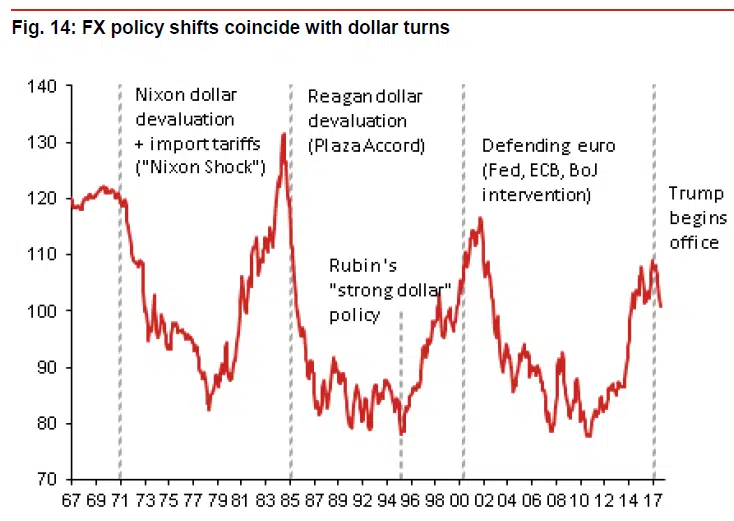 Fig. 14: FX policy shifts coincide with dollar turns
140
130
120
110
100
90
80
70
Nixon dollar
devaluation
+ import tariffs
("Nixon Shock")
Reagan dollar
devaluation
(Plaza Accord)
Rubin's
"strong dollar"
policy
Defending euro
(Fed, ECB, BoJ
intervention)
Trump
begins
office
67 69 71 73 75 77 79 81 83 85 87 89 90 92 94 96 98 00 02 04 06 08 10 12 14 16 17